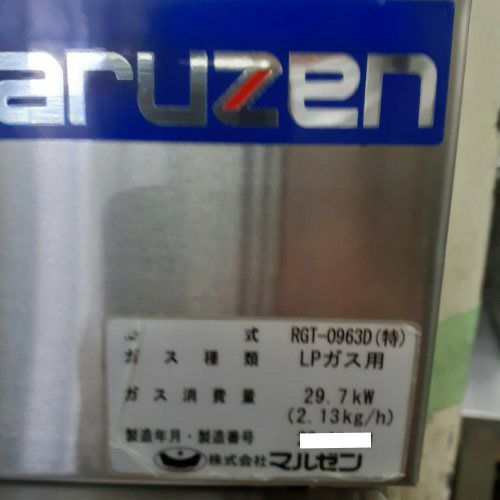 aruzen
式 RGT-0963D(特)
ガス種類 LPガス用
ガス消費量 29.7kW
(2.13kg/h)
製造年月・製造番号
株式会社マルゼン